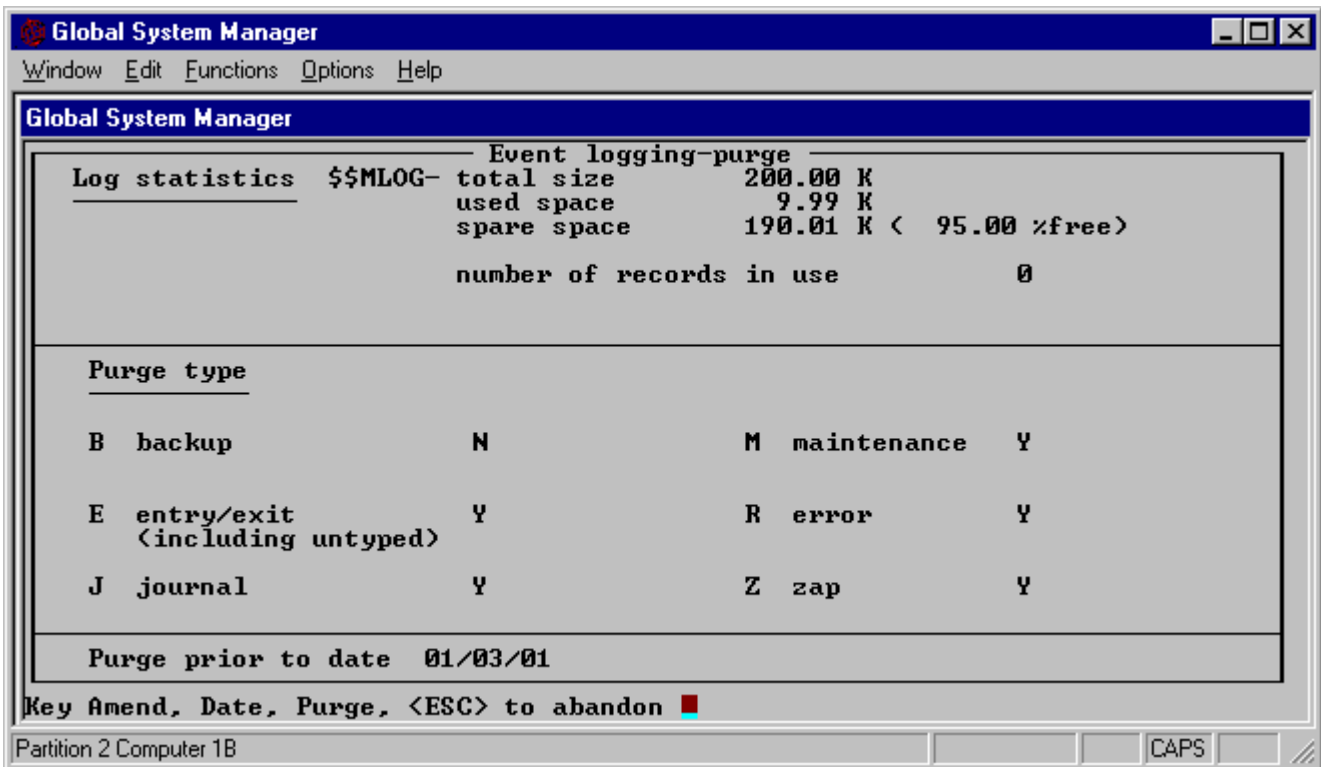 Global System Manager
Window Edit Functions Options Help
Global System Manager
Event logging-purge
Log statistics $$MLOG- total size 200.00 K
used space 9.99 K
spare space 190.01 K ( 95.00 %free)
number of records in use 0
Purge type
B backup N M maintenance Y
E entry/exit Y R error Y
(including untyped)
J journal Y Z zap Y
Purge prior to date 01/03/01
Key Amend, Date, Purge, <ESC> to abandon
Partition 2 Computer 1B CAPS